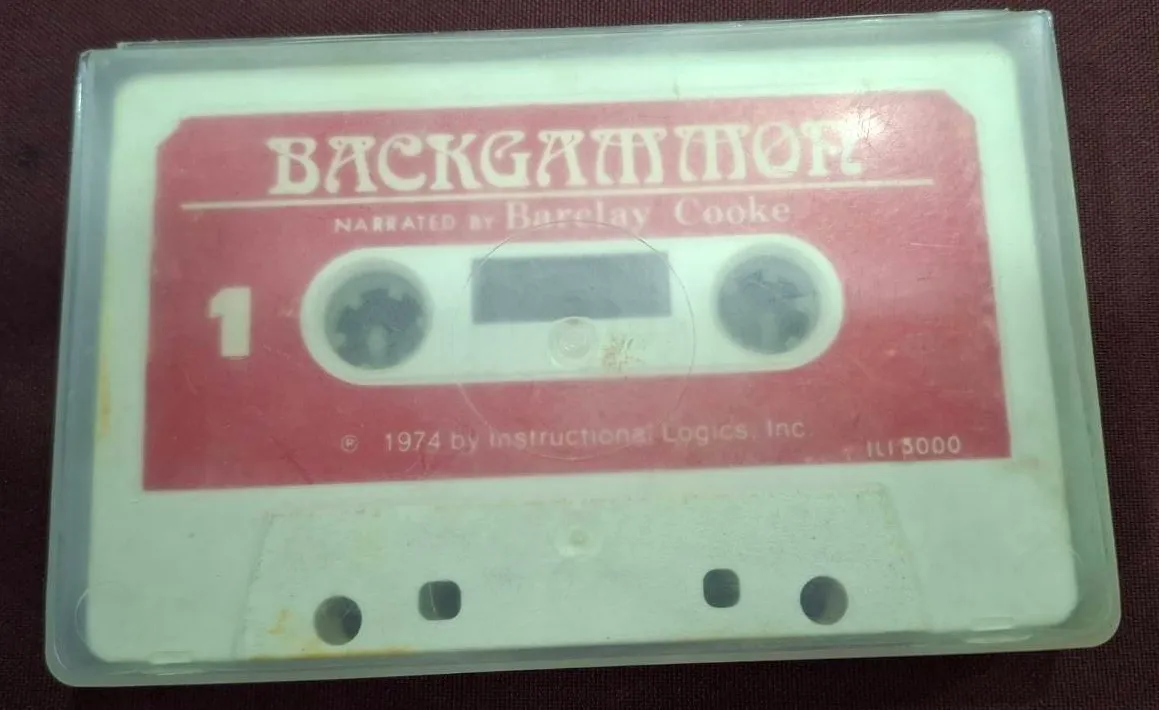 BACKGAMMON
NARRATED BY Barclay Cooke
1
℗ 1974 by Instructional Logics, Inc.
ILI 5000